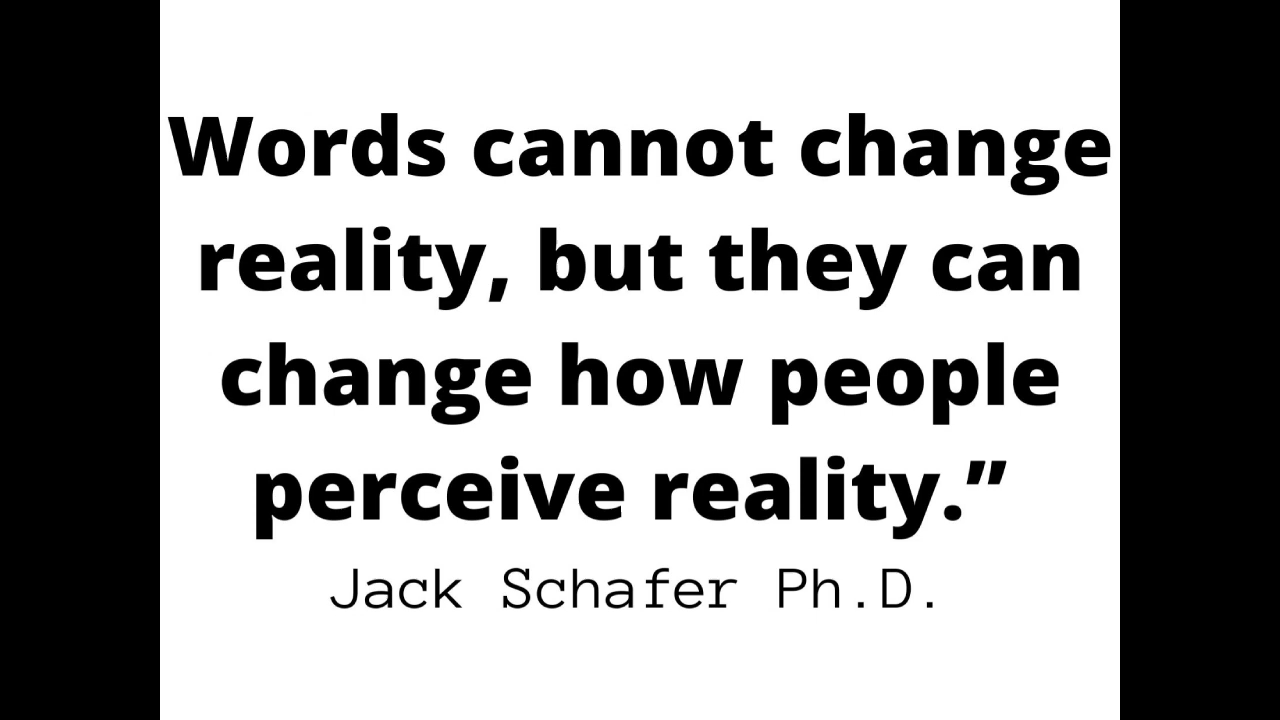 Words cannot change
reality, but they can
change how people
perceive reality.”
Jack Schafer Ph.D.